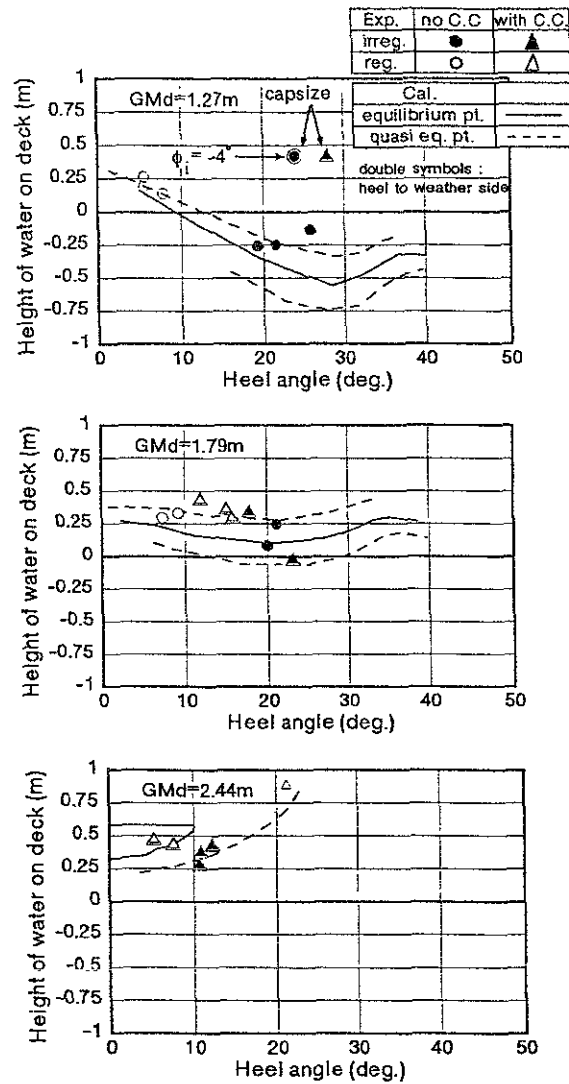 Exp. no C.C with C.C.
irreg. ● ▲
reg. ○ △
Cal.
equilibrium pt.
quasi eq. pt.
double symbols :
heel to weather side
GMd=1.27m
capsize
ϕi = -4°
Height of water on deck (m)
1
0.75
0.5
0.25
0
-0.25
-0.5
-0.75
-1
0 10 20 30 40 50
Heel angle (deg.)
GMd=1.79m
Height of water on deck (m)
1
0.75
0.5
0.25
0
-0.25
-0.5
-0.75
-1
0 10 20 30 40 50
Heel angle (deg.)
GMd=2.44m
Height of water on deck (m)
1
0.75
0.5
0.25
0
-0.25
-0.5
-0.75
-1
0 10 20 30 40 50
Heel angle (deg.)